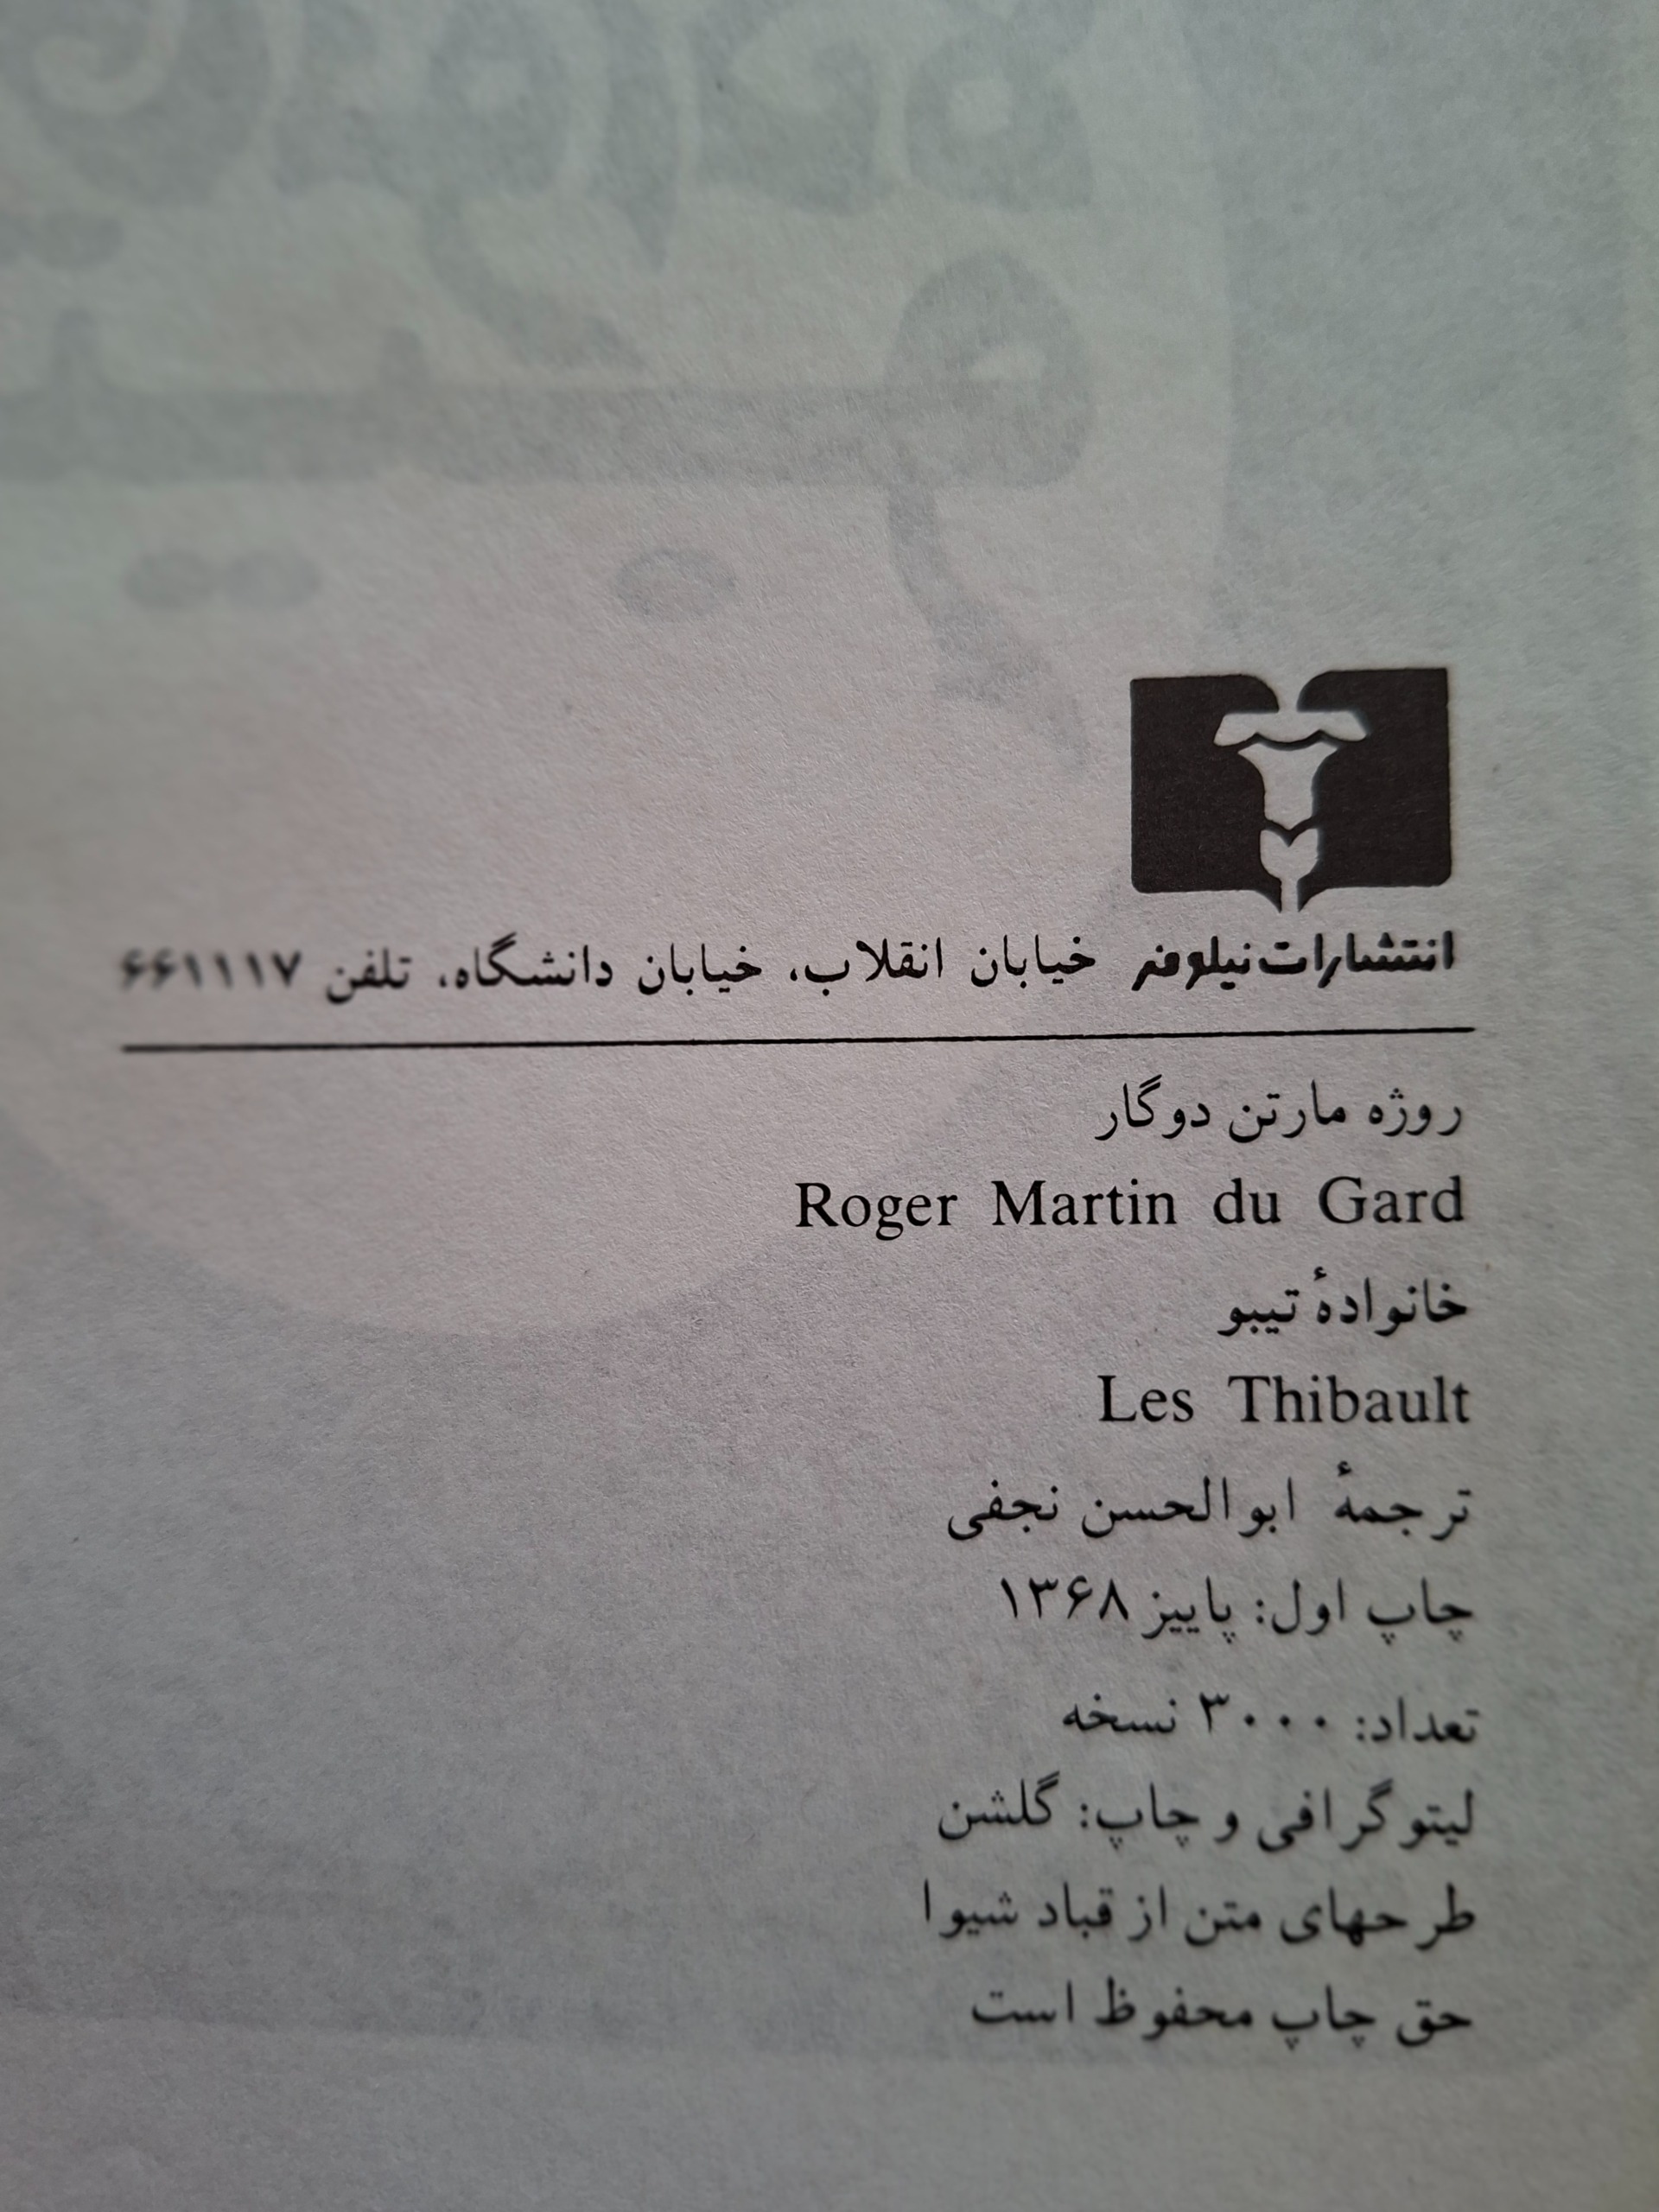 انتشارات نیلوفر خیابان انقلاب، خیابان دانشگاه، تلفن ۶۶۱۱۱۷
روژه مارتن دوگار
Roger Martin du Gard
خانوادهٔ تیبو
Les Thibault
ترجمهٔ ابوالحسن نجفی
چاپ اول: پاییز ۱۳۶۸
تعداد: ۳۰۰۰ نسخه
لیتوگرافی و چاپ: گلشن
طرحهای متن از قباد شیوا
حق چاپ محفوظ است